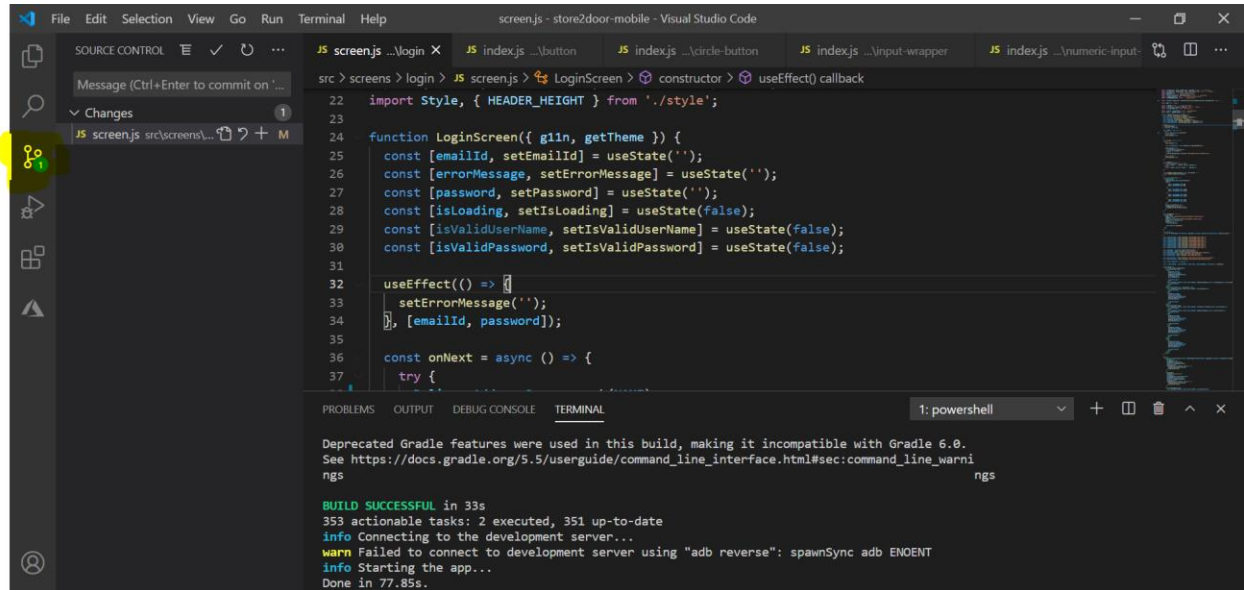 File Edit Selection View Go Run Terminal Help screen.js - store2door-mobile - Visual Studio Code
SOURCE CONTROL
Message (Ctrl+Enter to commit on '...
Changes 1
JS screen.js src\screens\... M
1
JS screen.js ...\login JS index.js ...\button JS index.js ...\circle-button JS index.js ...\input-wrapper JS index.js ...\numeric-input-
src > screens > login > JS screen.js > LoginScreen > constructor > useEffect() callback
22 import Style, { HEADER_HEIGHT } from './style';
23
24 function LoginScreen({ g11n, getTheme }) {
25 const [emailId, setEmailId] = useState('');
26 const [errorMessage, setErrorMessage] = useState('');
27 const [password, setPassword] = useState('');
28 const [isLoading, setIsLoading] = useState(false);
29 const [isValidUserName, setIsValidUserName] = useState(false);
30 const [isValidPassword, setIsValidPassword] = useState(false);
31
32 useEffect(() => {
33 setErrorMessage('');
34 }, [emailId, password]);
35
36 const onNext = async () => {
37 try {
PROBLEMS OUTPUT DEBUG CONSOLE TERMINAL 1: powershell
Deprecated Gradle features were used in this build, making it incompatible with Gradle 6.0.
See https://docs.gradle.org/5.5/userguide/command_line_interface.html#sec:command_line_warni
ngs ngs
BUILD SUCCESSFUL in 33s
353 actionable tasks: 2 executed, 351 up-to-date
info Connecting to the development server...
warn Failed to connect to development server using "adb reverse": spawnSync adb ENOENT
info Starting the app...
Done in 77.85s.